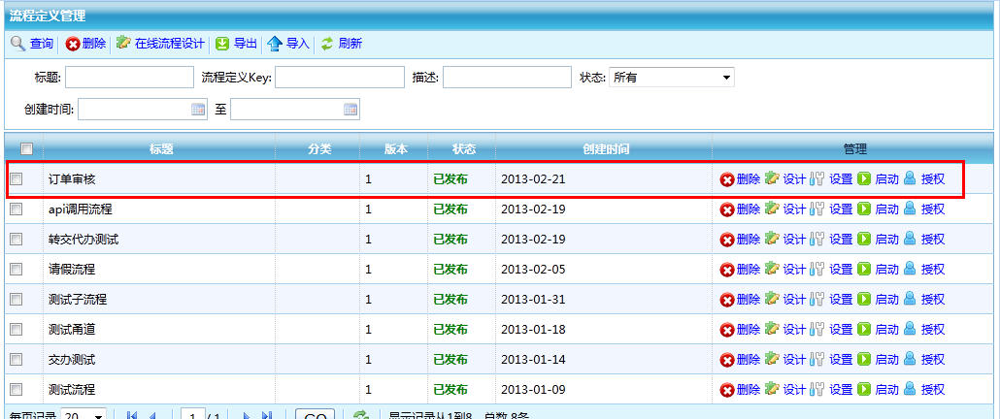 流程定义管理
查询 删除 在线流程设计 导出 导入 刷新
标题: 流程定义Key: 描述: 状态: 所有
创建时间: 至
标题 分类 版本 状态 创建时间 管理
订单审核 1 已发布 2013-02-21 删除 设计 设置 启动 授权
api调用流程 1 已发布 2013-02-19 删除 设计 设置 启动 授权
转交代办测试 1 已发布 2013-02-19 删除 设计 设置 启动 授权
请假流程 1 已发布 2013-02-05 删除 设计 设置 启动 授权
测试子流程 1 已发布 2013-01-31 删除 设计 设置 启动 授权
测试甬道 1 已发布 2013-01-18 删除 设计 设置 启动 授权
交办测试 1 已发布 2013-01-14 删除 设计 设置 启动 授权
测试流程 1 已发布 2013-01-09 删除 设计 设置 启动 授权
每页记录 20 1 / 1 GO 显示记录从1到8，总数 8条